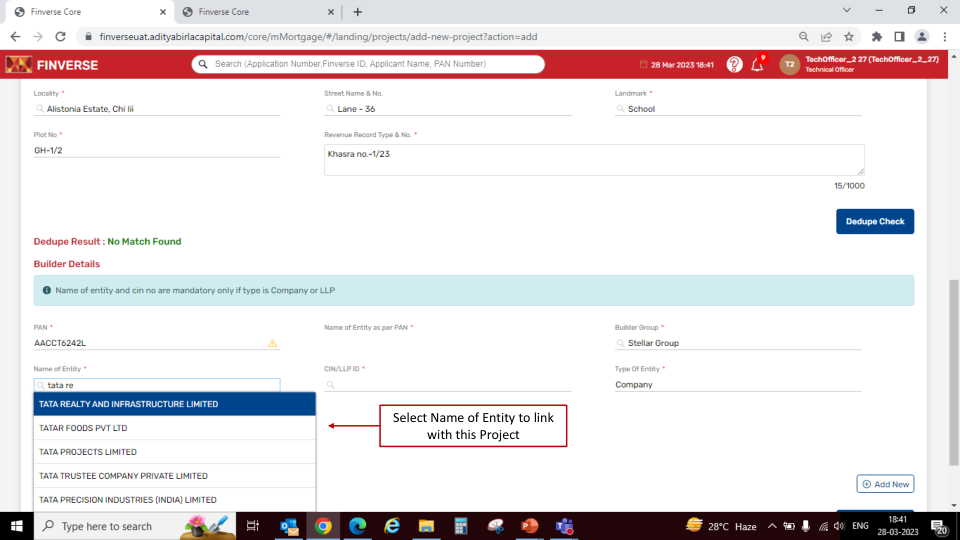 Finverse Core
Finverse Core
finverseuat.adityabirlacapital.com/core/mMortgage/#/landing/projects/add-new-project?action=add
FINVERSE
Search (Application Number,Finverse ID, Applicant Name, PAN Number)
28 Mar 2023 18:41
T2
TechOfficer_2 27 (TechOfficer_2_27)
Technical Officer
Locality *
Street Name & No.
Landmark *
Alistonia Estate, Chi Iii
Lane - 36
School
Plot No *
Revenue Record Type & No. *
GH-1/2
Khasra no.-1/23
15/1000
Dedupe Check
Dedupe Result : No Match Found
Builder Details
Name of entity and cin no are mandatory only if type is Company or LLP
PAN *
Name of Entity as per PAN *
Builder Group *
AACCT6242L
Stellar Group
Name of Entity *
CIN/LLP ID *
Type Of Entity *
tata re
Company
TATA REALTY AND INFRASTRUCTURE LIMITED
TATAR FOODS PVT LTD
TATA PROJECTS LIMITED
TATA TRUSTEE COMPANY PRIVATE LIMITED
TATA PRECISION INDUSTRIES (INDIA) LIMITED
Select Name of Entity to link
with this Project
Add New
Type here to search
28°C Haze
ENG
18:41
28-03-2023
20